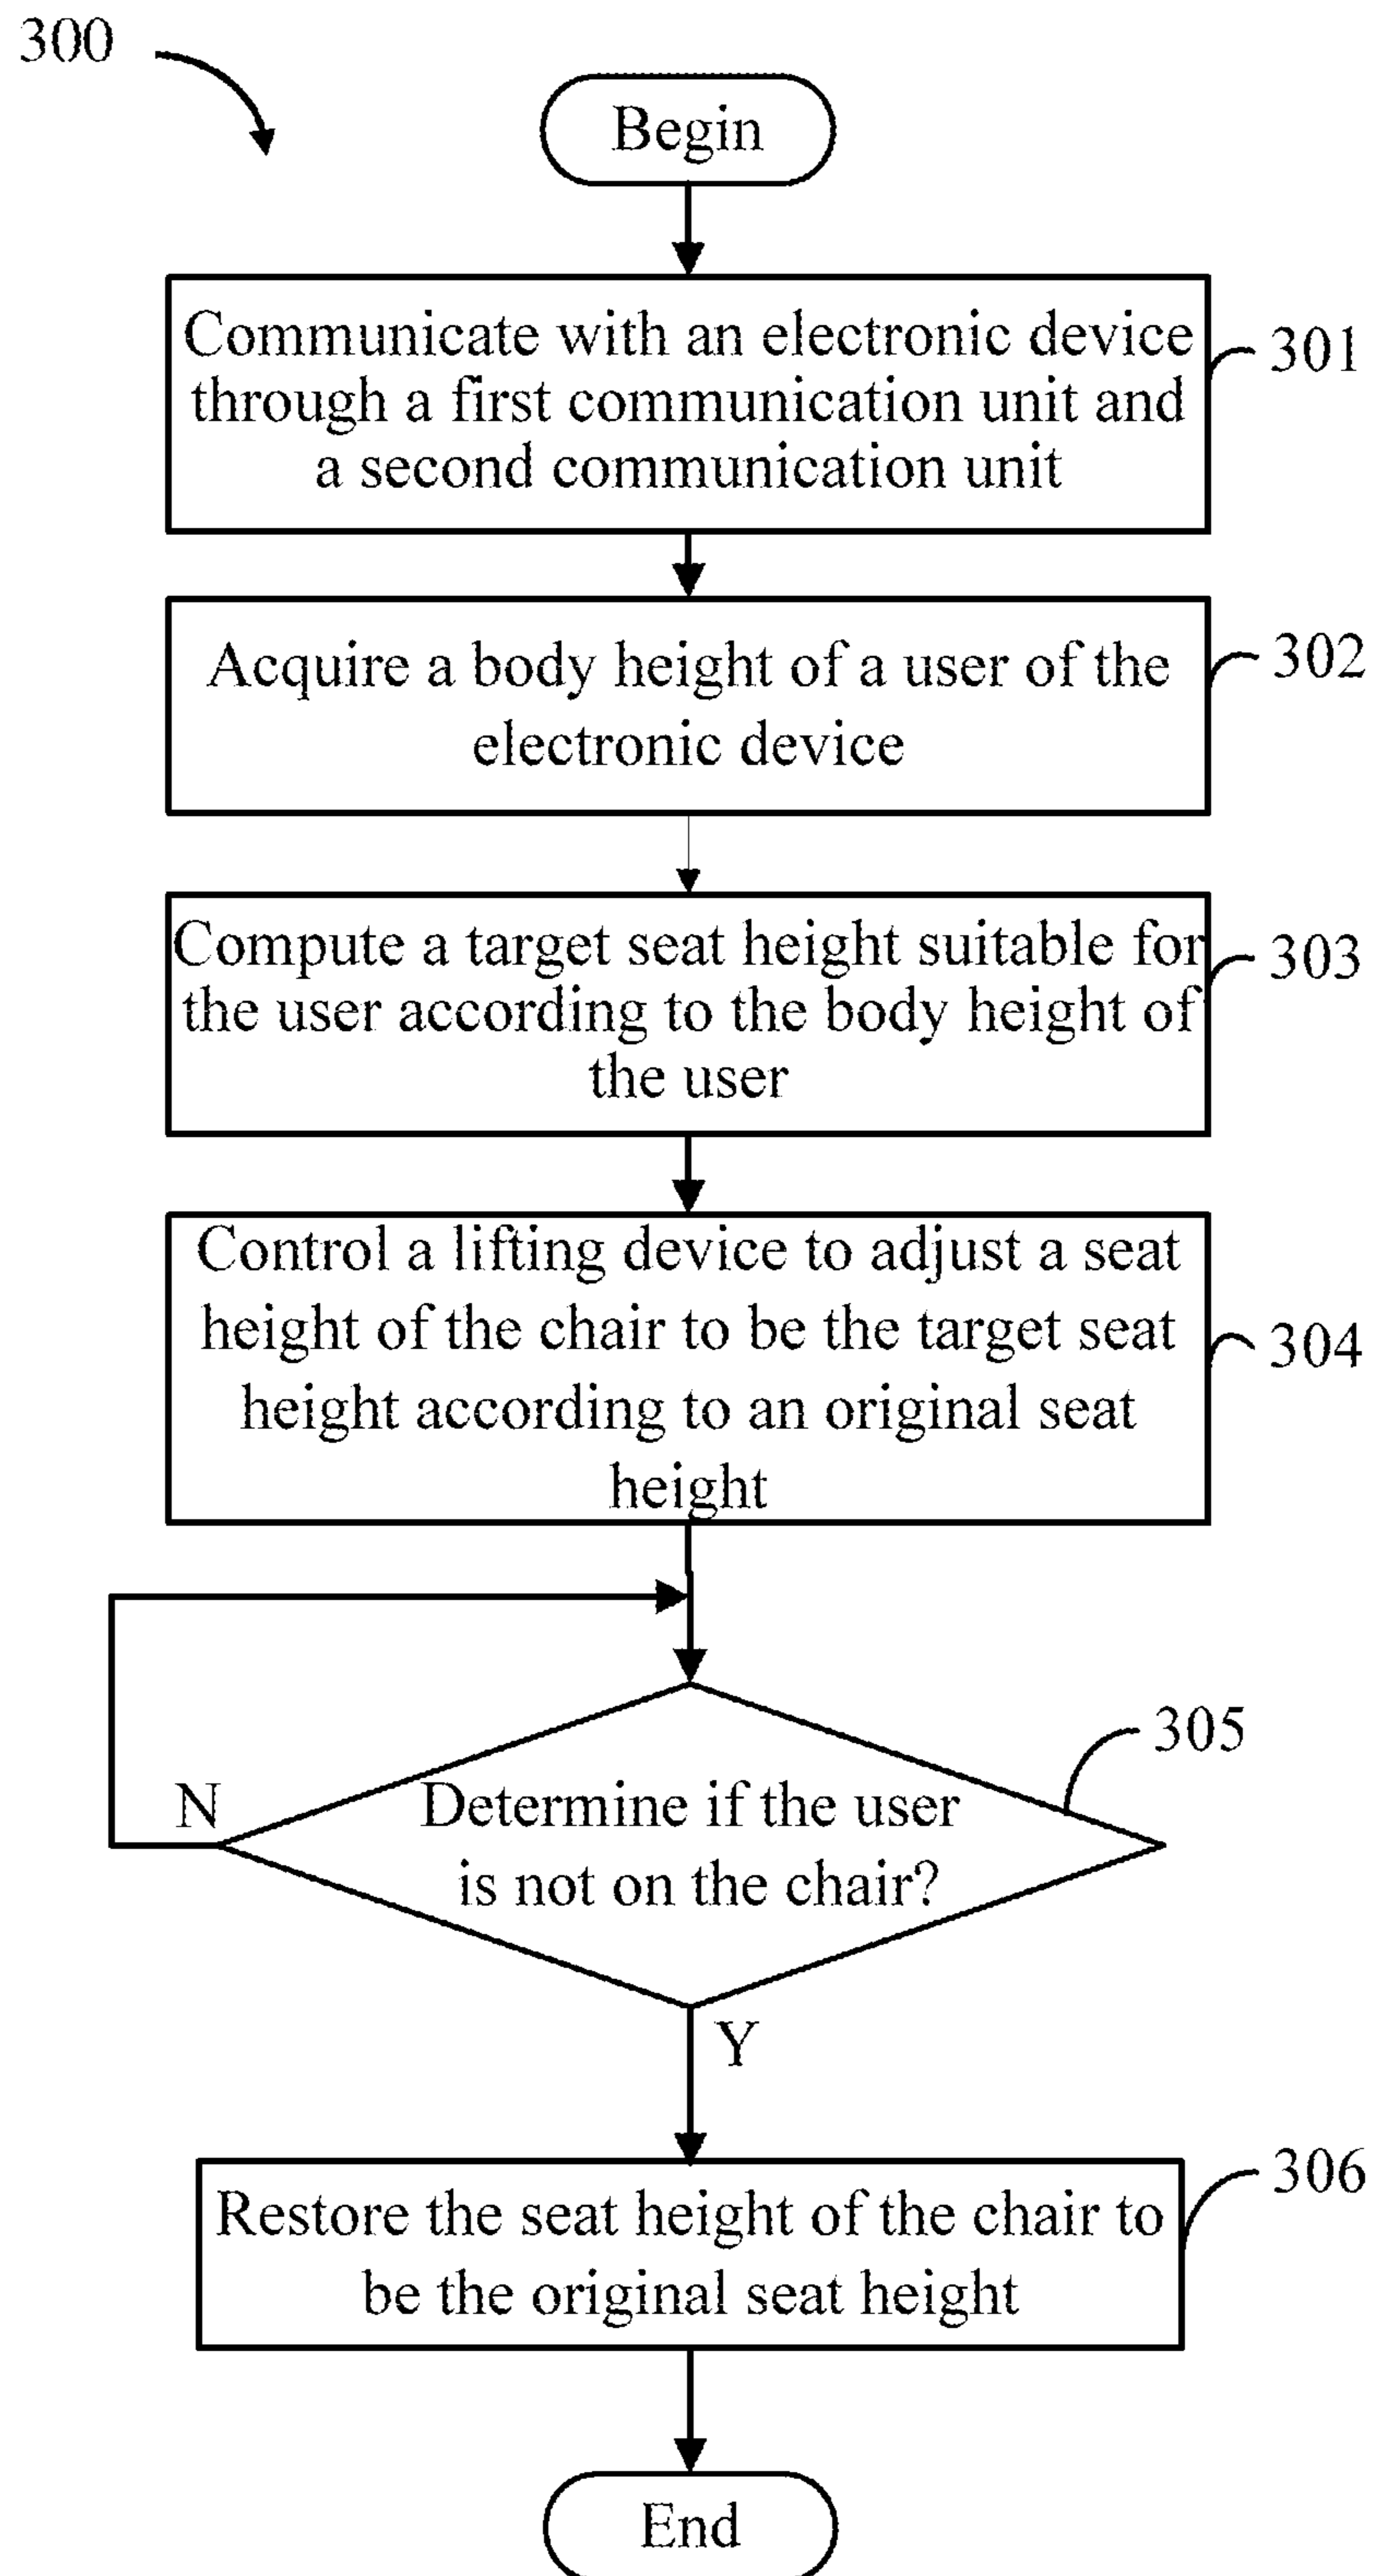 300
Begin
Communicate with an electronic device
through a first communication unit and
a second communication unit
301
Acquire a body height of a user of the
electronic device
302
Compute a target seat height suitable for
the user according to the body height of
the user
303
Control a lifting device to adjust a seat
height of the chair to be the target seat
height according to an original seat
height
304
305
N
Determine if the user
is not on the chair?
Y
306
Restore the seat height of the chair to
be the original seat height
End